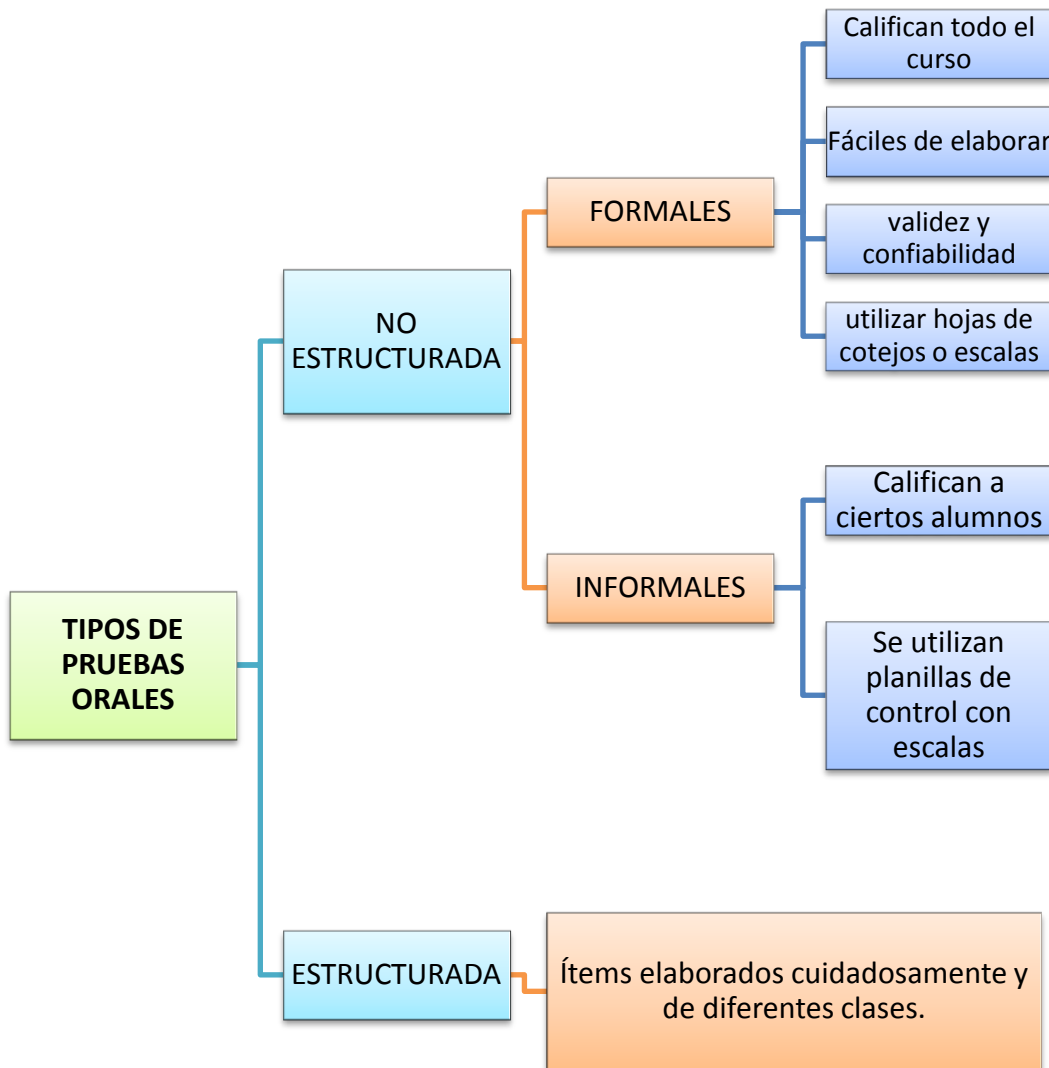 TIPOS DE
PRUEBAS
ORALES
NO
ESTRUCTURADA
FORMALES
Califican todo el
curso
Fáciles de elaborar
validez y
confiabilidad
utilizar hojas de
cotejos o escalas
INFORMALES
Califican a
ciertos alumnos
Se utilizan
planillas de
control con
escalas
ESTRUCTURADA
Ítems elaborados cuidadosamente y
de diferentes clases.